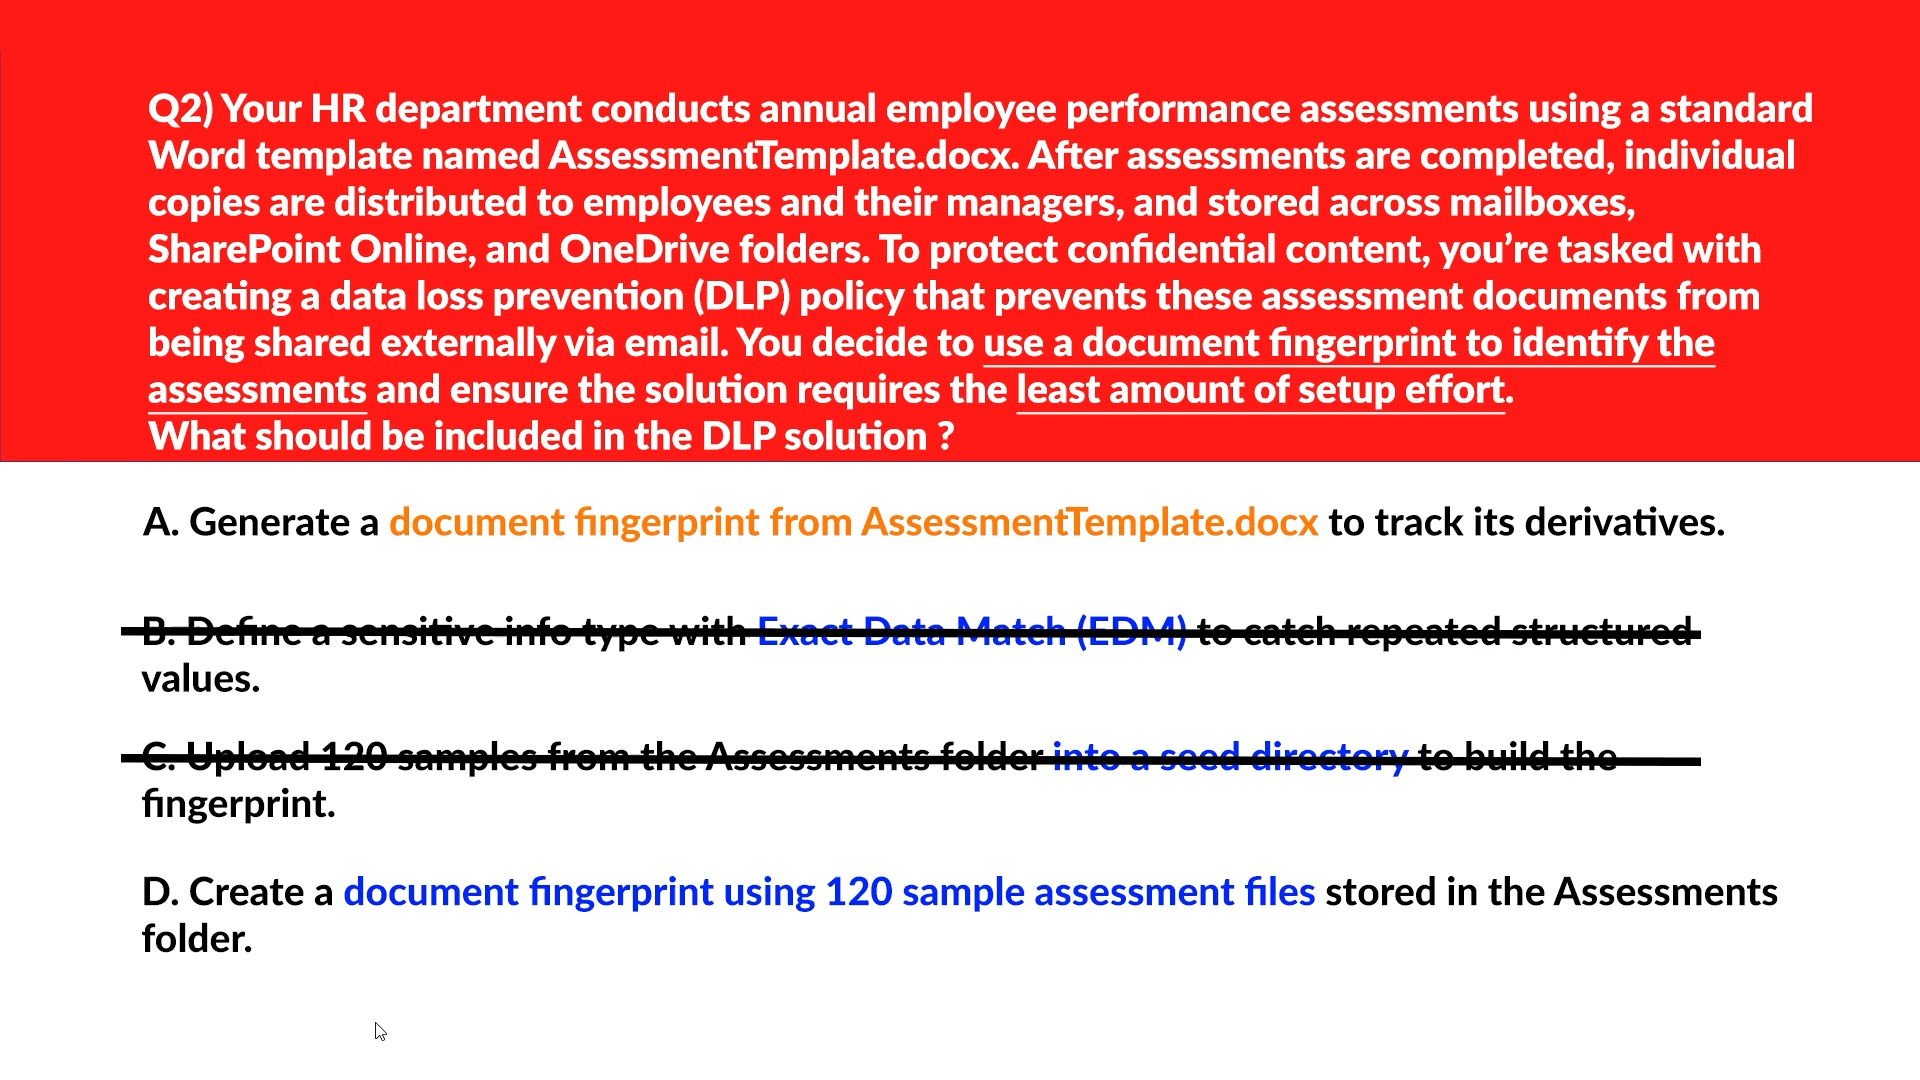 Q2) Your HR department conducts annual employee performance assessments using a standard
Word template named AssessmentTemplate.docx. After assessments are completed, individual
copies are distributed to employees and their managers, and stored across mailboxes,
SharePoint Online, and OneDrive folders. To protect confidential content, you’re tasked with
creating a data loss prevention (DLP) policy that prevents these assessment documents from
being shared externally via email. You decide to use a document fingerprint to identify the
assessments and ensure the solution requires the least amount of setup effort.
What should be included in the DLP solution ?
A. Generate a document fingerprint from AssessmentTemplate.docx to track its derivatives.
B. Define a sensitive info type with Exact Data Match (EDM) to catch repeated structured
values.
C. Upload 120 samples from the Assessments folder into a seed directory to build the
fingerprint.
D. Create a document fingerprint using 120 sample assessment files stored in the Assessments
folder.